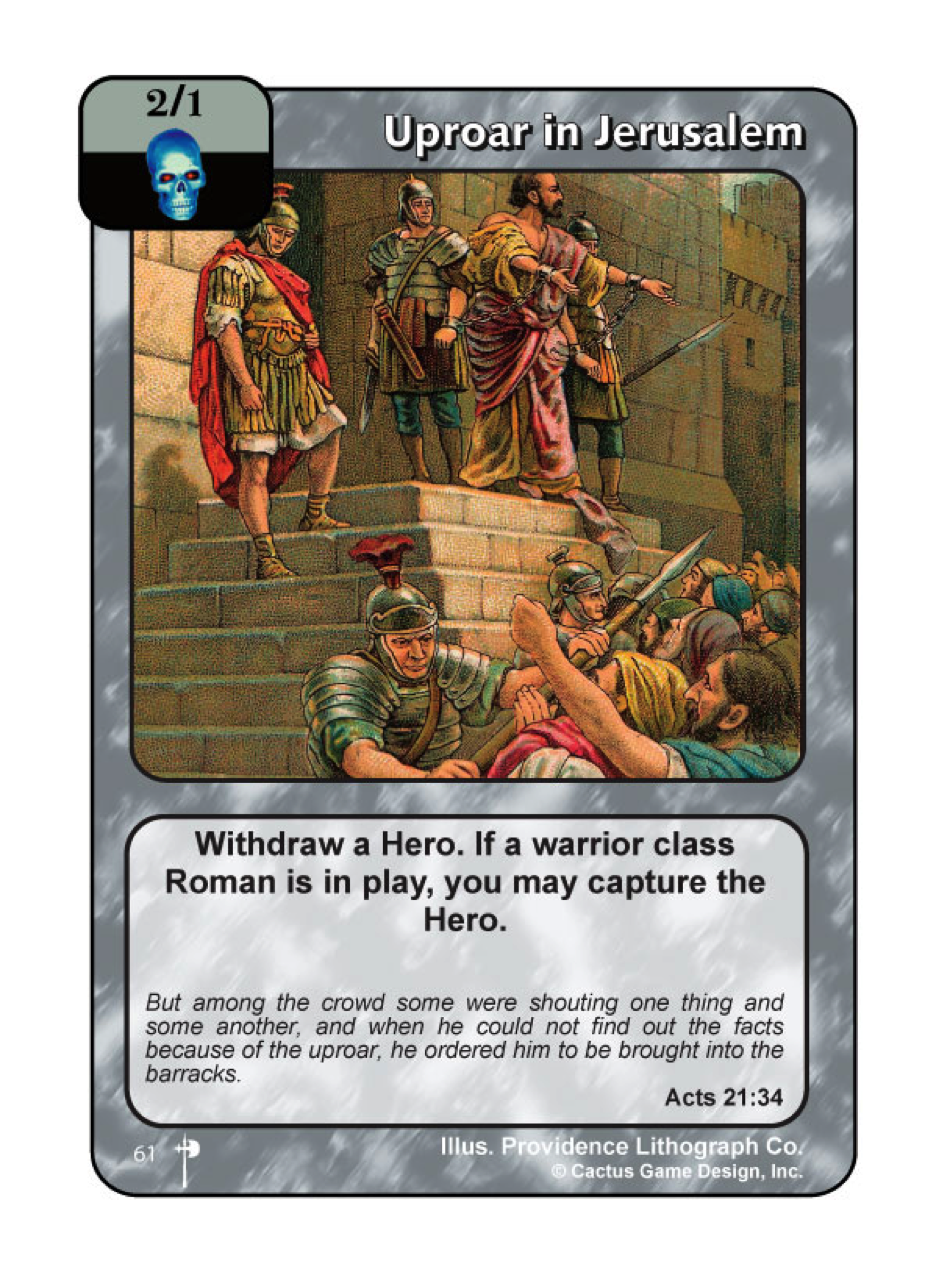 2/1
Uproar in Jerusalem
Withdraw a Hero. If a warrior class
Roman is in play, you may capture the
Hero.
But among the crowd some were shouting one thing and
some another, and when he could not find out the facts
because of the uproar, he ordered him to be brought into the
barracks.
Acts 21:34
61
Illus. Providence Lithograph Co.
© Cactus Game Design, Inc.